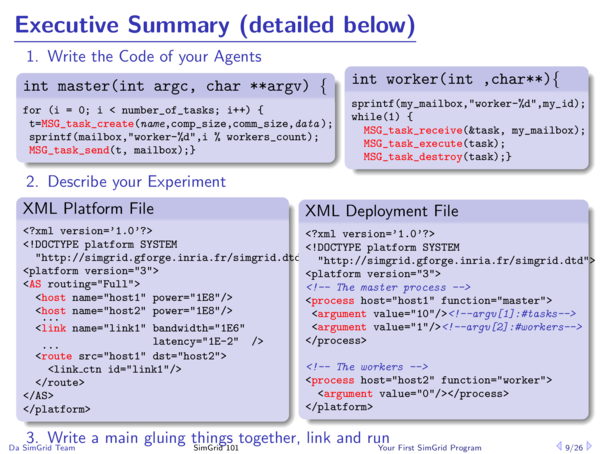 Executive Summary (detailed below)
1. Write the Code of your Agents
int master(int argc, char **argv) {
for (i = 0; i < number_of_tasks; i++) {
t=MSG_task_create(name,comp_size,comm_size,data);
sprintf(mailbox,"worker-%d",i % workers_count);
MSG_task_send(t, mailbox);}
int worker(int ,char**){
sprintf(my_mailbox,"worker-%d",my_id);
while(1) {
MSG_task_receive(&task, my_mailbox);
MSG_task_execute(task);
MSG_task_destroy(task);}
2. Describe your Experiment
XML Platform File
<?xml version='1.0'?>
<!DOCTYPE platform SYSTEM
"http://simgrid.gforge.inria.fr/simgrid.dtd
<platform version="3">
<AS routing="Full">
<host name="host1" power="1E8"/>
<host name="host2" power="1E8"/>
...
<link name="link1" bandwidth="1E6"
... latency="1E-2" />
<route src="host1" dst="host2">
<link_ctn id="link1"/>
</route>
</AS>
</platform>
XML Deployment File
<?xml version='1.0'?>
<!DOCTYPE platform SYSTEM
"http://simgrid.gforge.inria.fr/simgrid.dtd">
<platform version="3">
<!-- The master process -->
<process host="host1" function="master">
<argument value="10"/><!--argv[1]:#tasks-->
<argument value="1"/><!--argv[2]:#workers-->
</process>
<!-- The workers -->
<process host="host2" function="worker">
<argument value="0"/></process>
</platform>
3. Write a main gluing things together, link and run
Da SimGrid Team
SimGrid 101
Your First SimGrid Program
9/26